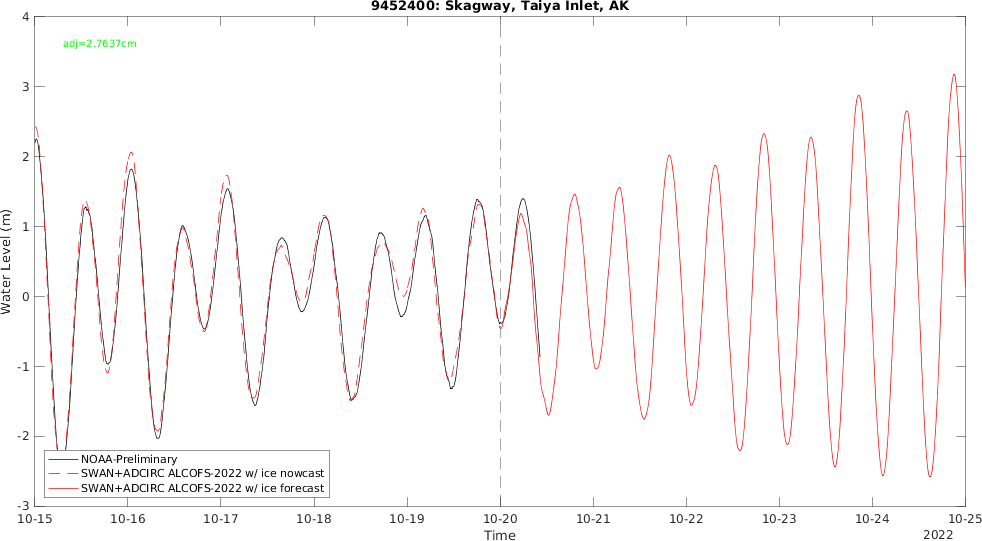 9452400: Skagway, Taiya Inlet, AK
adj=2.7637cm
4
3
2
1
0
-1
-2
-3
Water Level (m)
NOAA-Preliminary
SWAN+ADCIRC ALCOFS-2022 w/ ice nowcast
SWAN+ADCIRC ALCOFS-2022 w/ ice forecast
10-15 10-16 10-17 10-18 10-19 10-20 10-21 10-22 10-23 10-24 10-25
Time
2022